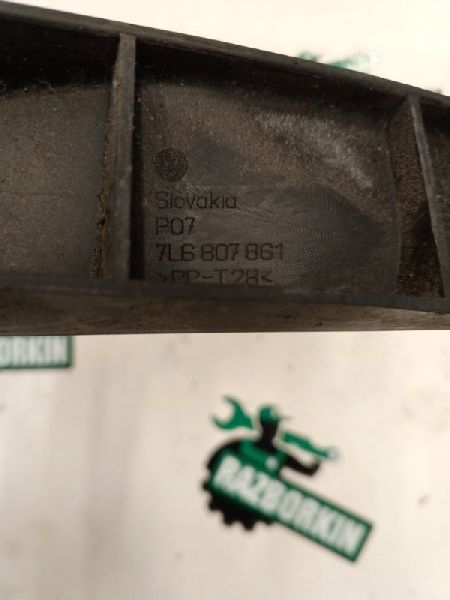 Slovakia
P07
7L6 807 861
>PP-T28<
RAZBORKIN